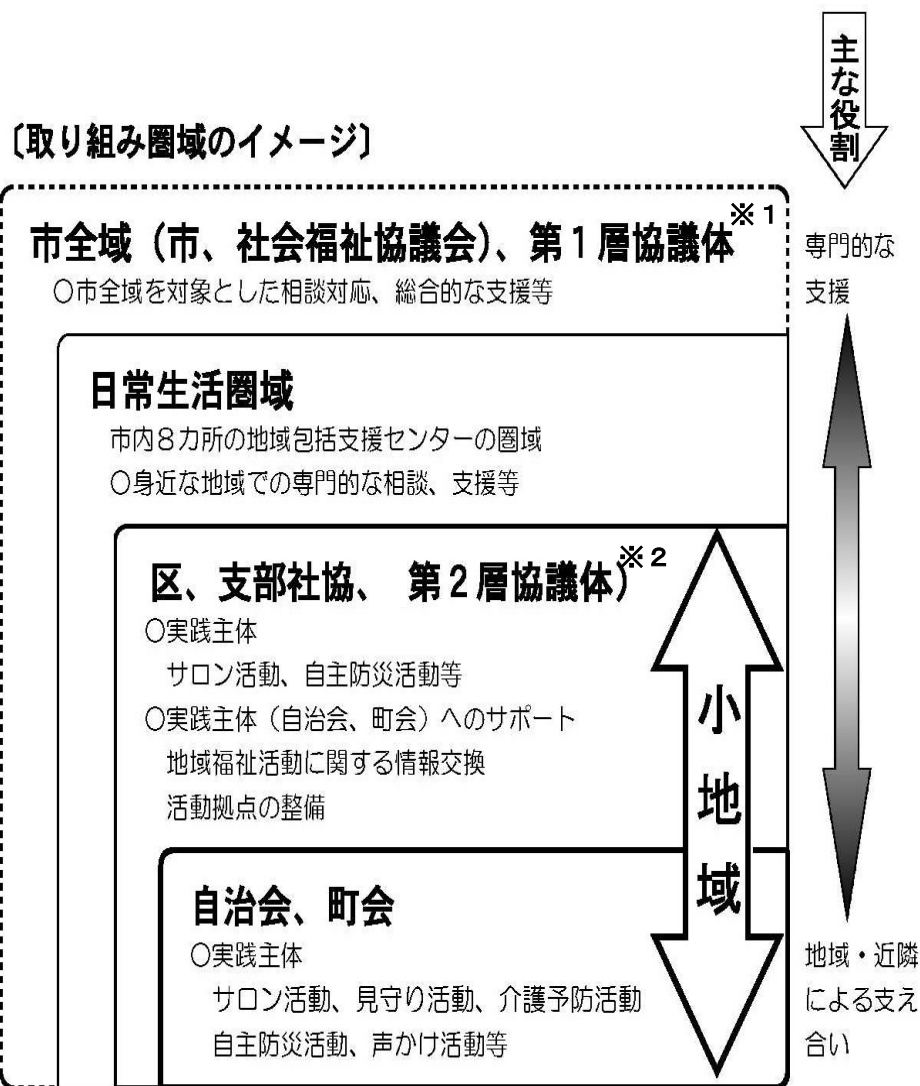 主な役割
〔取り組み圏域のイメージ〕
市全域（市、社会福祉協議会）、第１層協議体※１
○市全域を対象とした相談対応、総合的な支援等
専門的な
支援
日常生活圏域
市内８カ所の地域包括支援センターの圏域
○身近な地域での専門的な相談、支援等
区、支部社協、 第２層協議体）※２
○実践主体
サロン活動、自主防災活動等
○実践主体（自治会、町会）へのサポート
地域福祉活動に関する情報交換
活動拠点の整備
小地域
自治会、町会
○実践主体
サロン活動、見守り活動、介護予防活動
自主防災活動、声かけ活動等
地域・近隣
による支え
合い